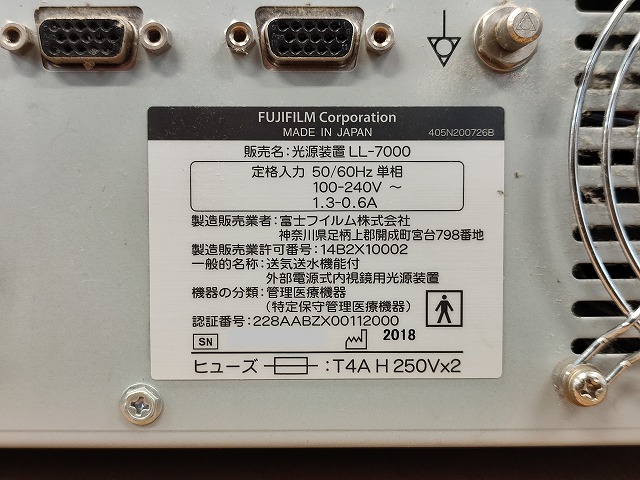 FUJIFILM Corporation
MADE IN JAPAN 405N200726B
販売名:光源装置 LL-7000
定格入力 50/60Hz 単相
100-240V ～
1.3-0.6A
製造販売業者:富士フイルム株式会社
神奈川県足柄上郡開成町宮台798番地
製造販売業許可番号:14B2X10002
一般的名称:送気送水機能付
外部電源式内視鏡用光源装置
機器の分類:管理医療機器
(特定保守管理医療機器)
認証番号:228AABZX00112000
SN 2018
ヒューズ :T4A H 250Vx2